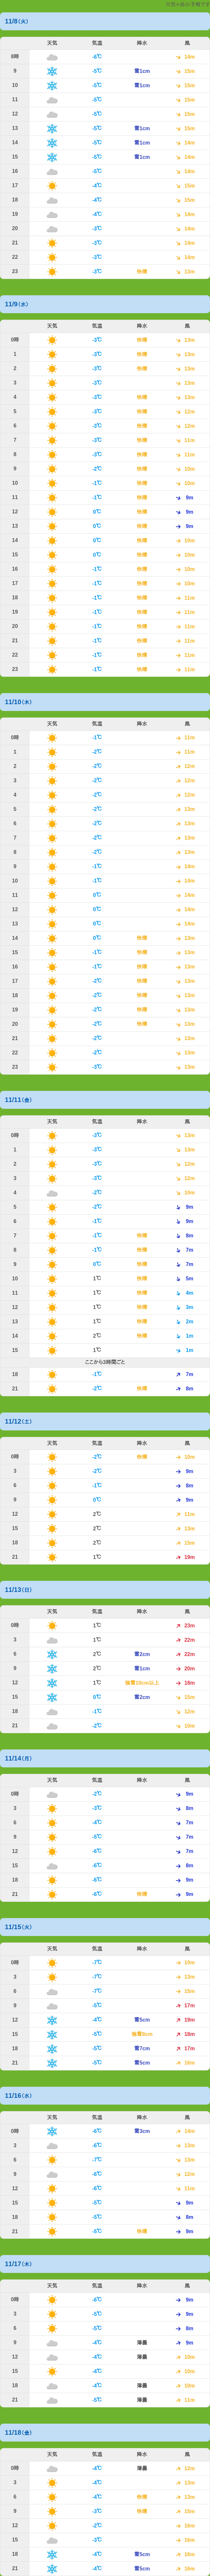 11/8(火)
天気 気温 降水 風
8時 -6℃ 14m
9 -5℃ 雪1cm 15m
10 -5℃ 雪1cm 15m
11 -5℃ 15m
12 -5℃ 15m
13 -5℃ 雪1cm 15m
14 -5℃ 雪1cm 14m
15 -5℃ 雪1cm 14m
16 -5℃ 14m
17 -4℃ 15m
18 -4℃ 15m
19 -4℃ 14m
20 -3℃ 14m
21 -3℃ 14m
22 -3℃ 14m
23 -3℃ 快晴 13m
11/9(水)
天気 気温 降水 風
0時 -3℃ 快晴 13m
1 -3℃ 快晴 13m
2 -3℃ 快晴 13m
3 -3℃ 快晴 13m
4 -3℃ 快晴 13m
5 -3℃ 快晴 12m
6 -3℃ 快晴 12m
7 -3℃ 快晴 11m
8 -3℃ 快晴 11m
9 -2℃ 快晴 10m
10 -1℃ 快晴 10m
11 -1℃ 快晴 9m
12 0℃ 快晴 9m
13 0℃ 快晴 9m
14 0℃ 快晴 10m
15 0℃ 快晴 10m
16 -1℃ 快晴 10m
17 -1℃ 快晴 10m
18 -1℃ 快晴 11m
19 -1℃ 快晴 11m
20 -1℃ 快晴 11m
21 -1℃ 快晴 11m
22 -1℃ 快晴 11m
23 -1℃ 快晴 11m
11/10(木)
天気 気温 降水 風
0時 -1℃ 11m
1 -2℃ 11m
2 -2℃ 12m
3 -2℃ 12m
4 -2℃ 12m
5 -2℃ 13m
6 -2℃ 13m
7 -2℃ 13m
8 -2℃ 13m
9 -1℃ 14m
10 -1℃ 14m
11 0℃ 14m
12 0℃ 14m
13 0℃ 14m
14 0℃ 快晴 13m
15 -1℃ 快晴 13m
16 -1℃ 快晴 13m
17 -2℃ 快晴 13m
18 -2℃ 快晴 13m
19 -2℃ 快晴 13m
20 -2℃ 快晴 13m
21 -2℃ 13m
22 -2℃ 13m
23 -3℃ 13m
11/11(金)
天気 気温 降水 風
0時 -3℃ 13m
1 -3℃ 13m
2 -3℃ 12m
3 -3℃ 12m
4 -2℃ 10m
5 -2℃ 9m
6 -1℃ 9m
7 -1℃ 快晴 8m
8 -1℃ 快晴 7m
9 0℃ 快晴 7m
10 1℃ 快晴 5m
11 1℃ 快晴 4m
12 1℃ 快晴 3m
13 1℃ 快晴 2m
14 2℃ 快晴 1m
15 1℃ 快晴 1m
ここから3時間ごと
18 -1℃ 7m
21 -2℃ 快晴 8m
11/12(土)
天気 気温 降水 風
0時 -2℃ 快晴 10m
3 -2℃ 9m
6 -1℃ 8m
9 0℃ 9m
12 2℃ 11m
15 2℃ 13m
18 2℃ 15m
21 1℃ 19m
11/13(日)
天気 気温 降水 風
0時 1℃ 23m
3 1℃ 22m
6 2℃ 雪2cm 22m
9 2℃ 雪1cm 20m
12 1℃ 強雪10cm以上 18m
15 0℃ 雪2cm 15m
18 -1℃ 12m
21 -2℃ 10m
11/14(月)
天気 気温 降水 風
0時 -2℃ 9m
3 -3℃ 8m
6 -4℃ 7m
9 -5℃ 7m
12 -6℃ 7m
15 -6℃ 8m
18 -6℃ 9m
21 -6℃ 快晴 9m
11/15(火)
天気 気温 降水 風
0時 -7℃ 10m
3 -7℃ 13m
6 -7℃ 15m
9 -5℃ 17m
12 -4℃ 雪5cm 19m
15 -5℃ 18m
18 -5℃ 雪7cm 17m
21 -5℃ 雪5cm 16m
11/16(水)
天気 気温 降水 風
0時 -6℃ 雪3cm 14m
3 -6℃ 13m
6 -7℃ 13m
9 -6℃ 12m
12 -6℃ 11m
15 -5℃ 9m
18 -5℃ 8m
21 -5℃ 快晴 9m
11/17(木)
天気 気温 降水 風
0時 -6℃ 9m
3 -5℃ 9m
6 -5℃ 8m
9 -4℃ 薄曇 9m
12 -4℃ 薄曇 10m
15 -4℃ 10m
18 -4℃ 薄曇 10m
21 -5℃ 薄曇 11m
11/18(金)
天気 気温 降水 風
0時 -4℃ 薄曇 12m
3 -4℃ 13m
6 -4℃ 快晴 13m
9 -3℃ 快晴 15m
12 -2℃ 16m
15 -3℃ 16m
18 -4℃ 雪5cm 16m
21 -4℃ 雪5cm 16m